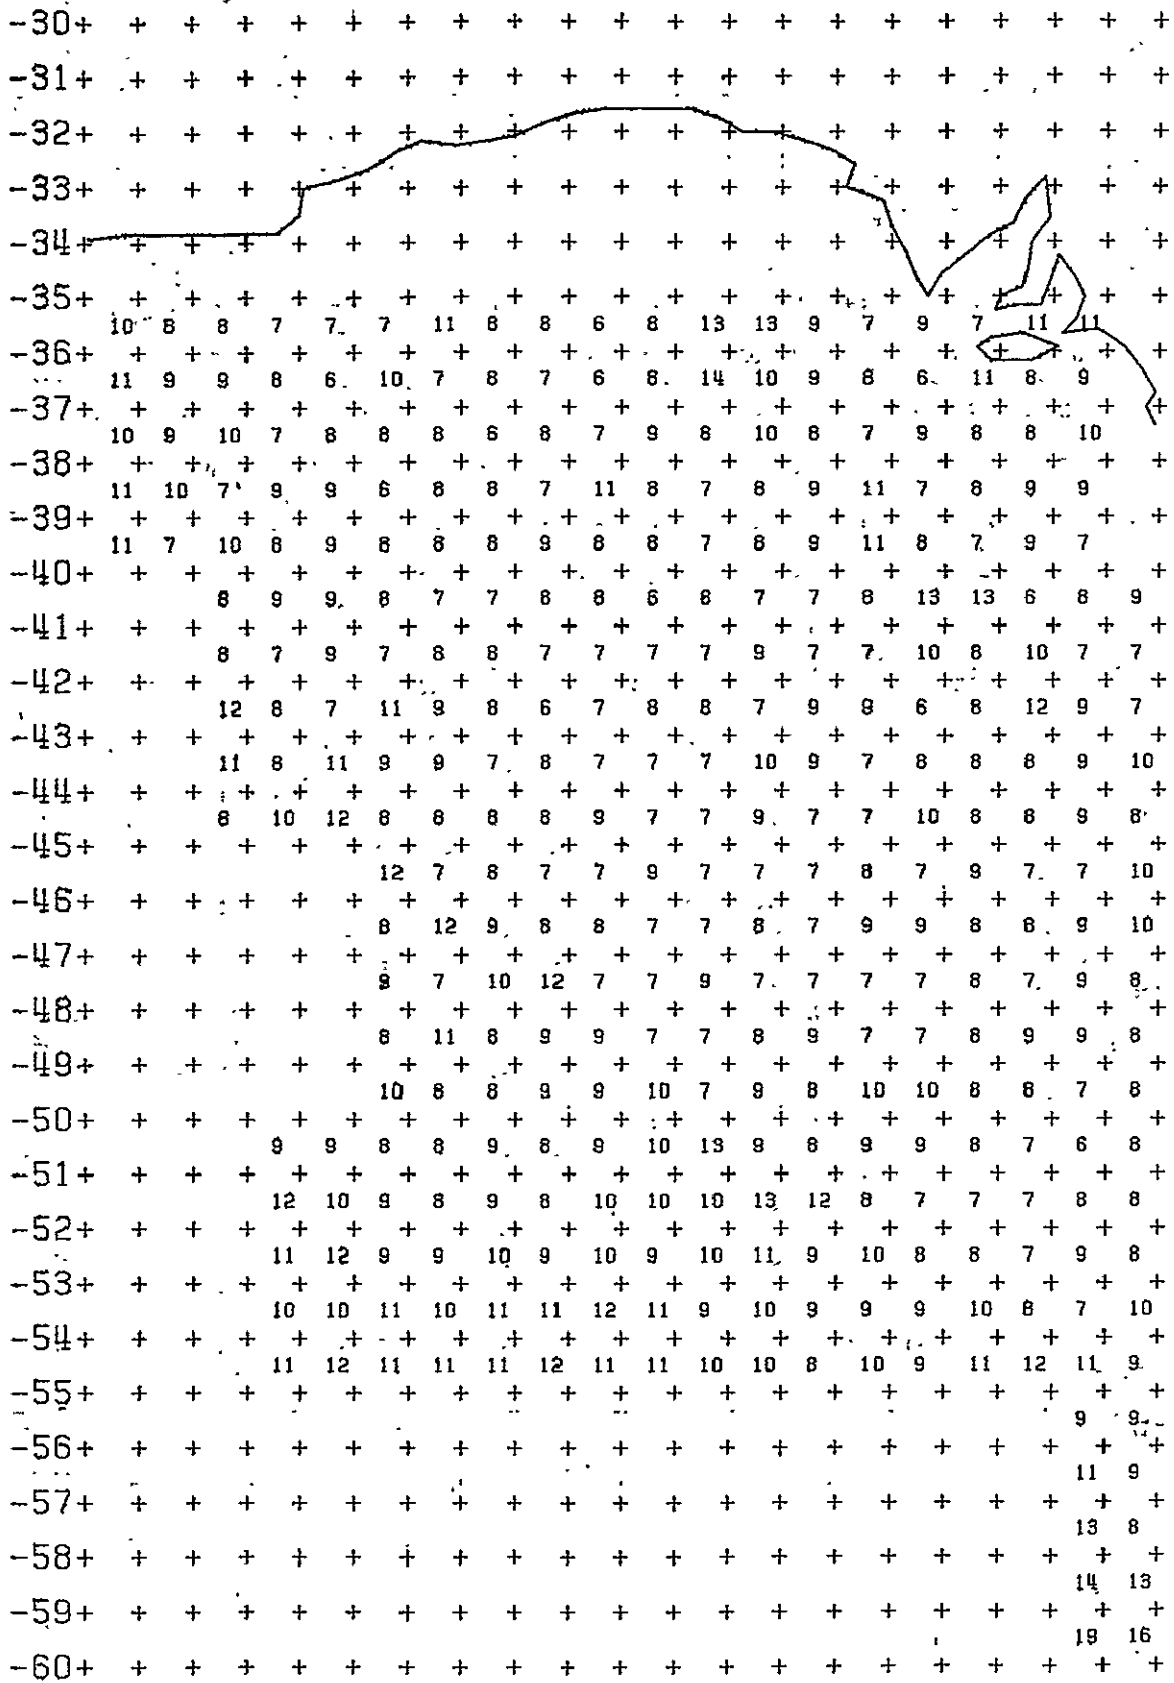 -30+ + + + + + + + + + + + + + + + + + + + +
-31+ + + + + + + + + + + + + + + + + + + + +
-32+ + + + + + + + + + + + + + + + + + + + +
-33+ + + + + + + + + + + + + + + + + + + + +
-34+ + + + + + + + + + + + + + + + + + + + +
-35+ + + + + + + + + + + + + + + + + + + + +
10 8 8 7 7 7 11 8 8 6 8 13 13 9 7 9 7 11 11
-36+ + + + + + + + + + + + + + + + + + + + +
11 9 9 8 6 10 7 8 7 6 8 14 10 9 8 6 11 8 9
-37+ + + + + + + + + + + + + + + + + + + + +
10 9 10 7 8 8 8 6 8 7 9 8 10 8 7 9 8 8 10
-38+ + + + + + + + + + + + + + + + + + + + +
11 10 7 9 9 6 8 8 7 11 8 7 8 9 11 7 8 9 9
-39+ + + + + + + + + + + + + + + + + + + + +
11 7 10 8 9 8 8 8 9 8 8 7 8 9 11 8 7 9 7
-40+ + + + + + + + + + + + + + + + + + + + +
8 9 9 8 7 7 8 8 6 8 7 7 8 13 13 6 8 9
-41+ + + + + + + + + + + + + + + + + + + + +
8 7 9 7 8 8 7 7 7 7 9 7 7 10 8 10 7 7
-42+ + + + + + + + + + + + + + + + + + + + +
12 8 7 11 9 8 6 7 8 8 7 9 9 6 8 12 9 7
-43+ + + + + + + + + + + + + + + + + + + + +
11 8 11 9 9 7 8 7 7 7 10 9 7 8 8 8 9 10
-44+ + + + + + + + + + + + + + + + + + + + +
8 10 12 8 8 8 8 9 7 7 9 7 7 10 8 8 9 8
-45+ + + + + + + + + + + + + + + + + + + + +
12 7 8 7 7 9 7 7 7 8 7 9 7 7 10
-46+ + + + + + + + + + + + + + + + + + + + +
8 12 9 8 8 7 7 8 7 9 9 8 8 9 10
-47+ + + + + + + + + + + + + + + + + + + + +
9 7 10 12 7 7 9 7 7 7 7 8 7 9 8
-48+ + + + + + + + + + + + + + + + + + + + +
8 11 8 9 9 7 7 8 9 7 7 8 9 9 8
-49+ + + + + + + + + + + + + + + + + + + + +
10 8 8 9 9 10 7 9 8 10 10 8 8 7 8
-50+ + + + + + + + + + + + + + + + + + + + +
9 9 8 8 9 8 9 10 13 9 8 9 9 8 7 6 8
-51+ + + + + + + + + + + + + + + + + + + + +
12 10 9 8 9 8 10 10 10 13 12 8 7 7 7 8 8
-52+ + + + + + + + + + + + + + + + + + + + +
11 12 9 9 10 9 10 9 10 11 9 10 8 8 7 9 8
-53+ + + + + + + + + + + + + + + + + + + + +
10 10 11 10 11 11 12 11 9 10 9 9 9 10 8 7 10
-54+ + + + + + + + + + + + + + + + + + + + +
11 12 11 11 11 12 11 11 10 10 8 10 9 11 12 11 9
-55+ + + + + + + + + + + + + + + + + + + + +
9 9
-56+ + + + + + + + + + + + + + + + + + + + +
11 9
-57+ + + + + + + + + + + + + + + + + + + + +
13 8
-58+ + + + + + + + + + + + + + + + + + + + +
14 13
-59+ + + + + + + + + + + + + + + + + + + + +
19 16
-60+ + + + + + + + + + + + + + + + + + + + +